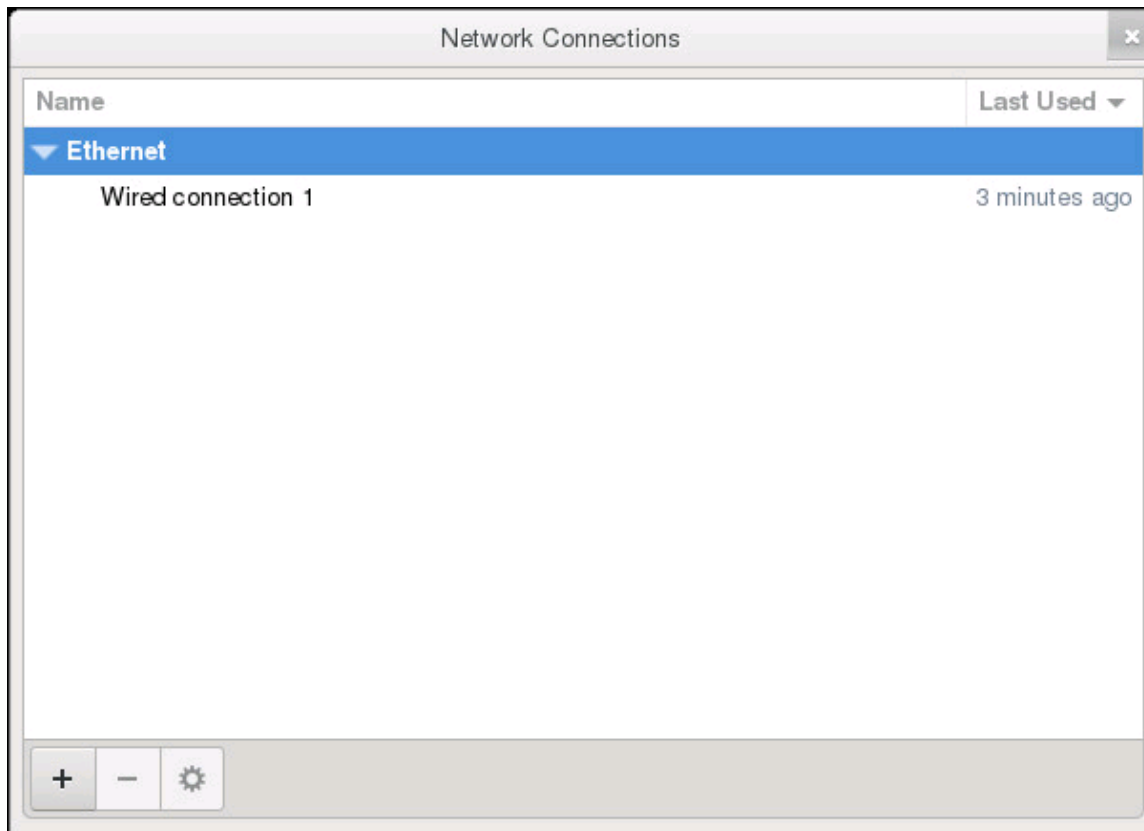 Network Connections
Name Last Used
Ethernet
Wired connection 1 3 minutes ago